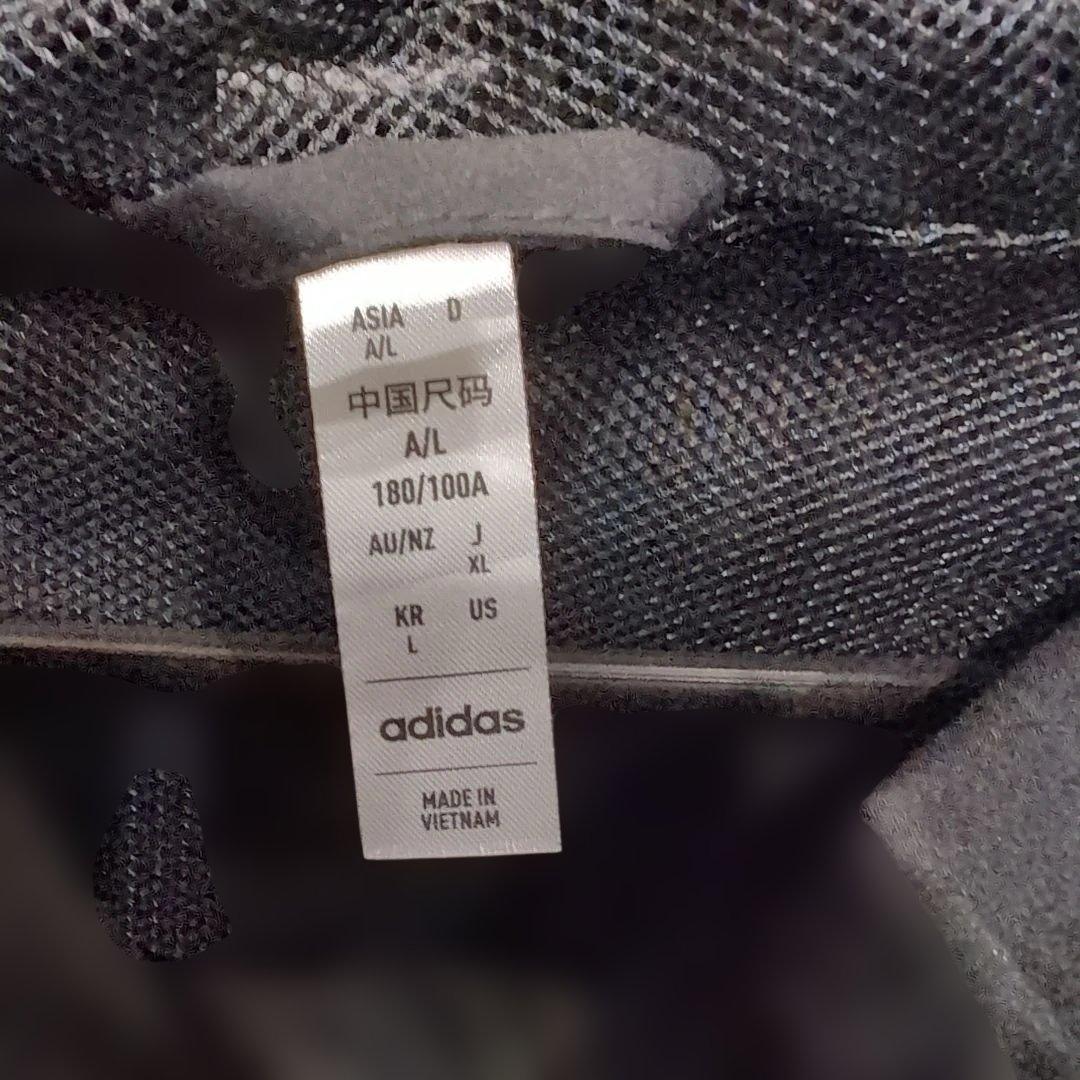 ASIA D
A/L
中国尺码
A/L
180/100A
AU/NZ J
XL
KR US
L
adidas
MADE IN
VIETNAM